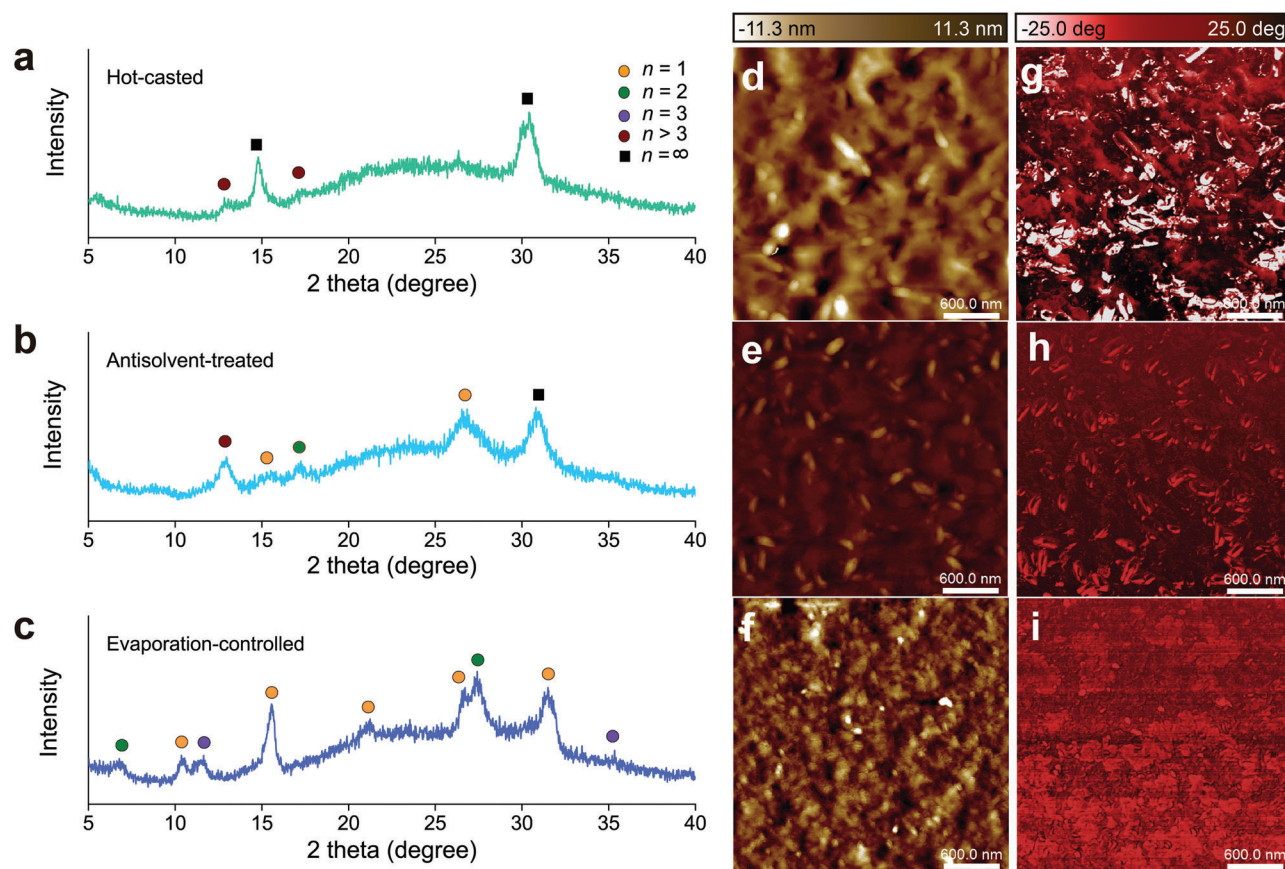 a
Hot-casted
n = 1
n = 2
n = 3
n > 3
n = ∞
Intensity
5 10 15 20 25 30 35 40
2 theta (degree)
b
Antisolvent-treated
Intensity
5 10 15 20 25 30 35 40
2 theta (degree)
c
Evaporation-controlled
Intensity
5 10 15 20 25 30 35 40
2 theta (degree)
-11.3 nm 11.3 nm
-25.0 deg 25.0 deg
d
600.0 nm
g
600.0 nm
e
600.0 nm
h
600.0 nm
f
600.0 nm
i
600.0 nm